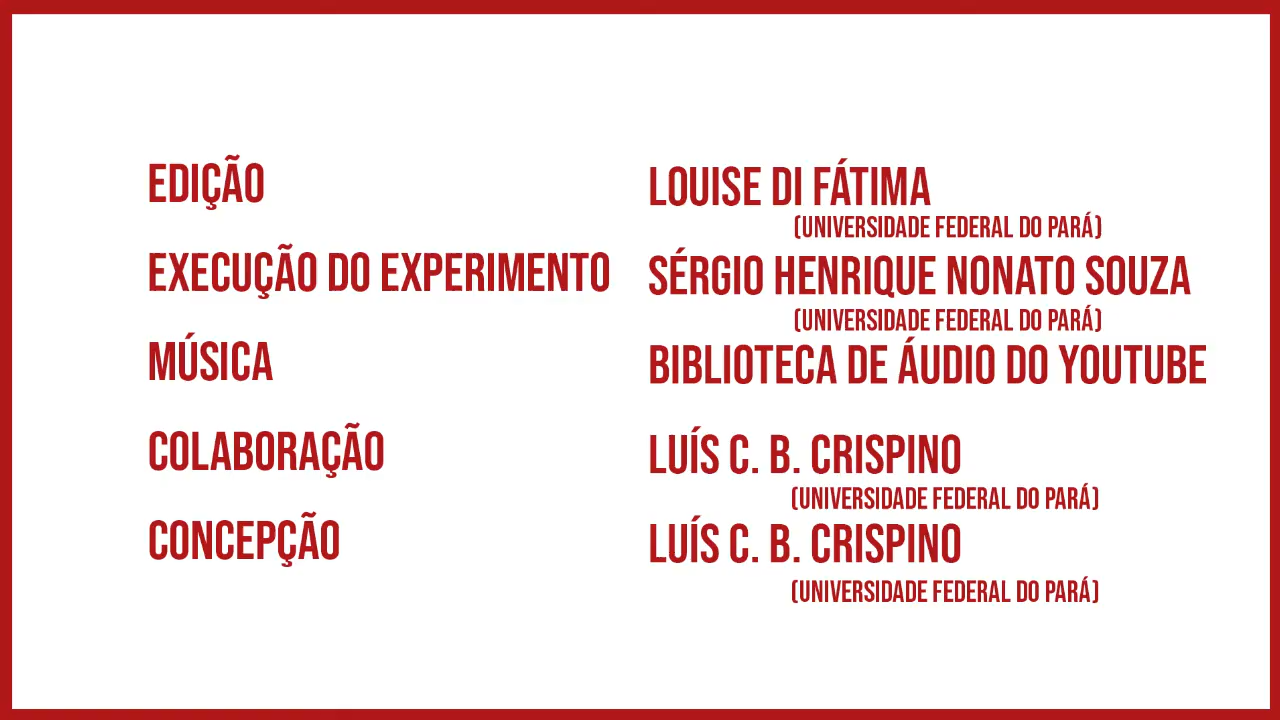 EDIÇÃO LOUISE DI FÁTIMA
(UNIVERSIDADE FEDERAL DO PARÁ)
EXECUÇÃO DO EXPERIMENTO SÉRGIO HENRIQUE NONATO SOUZA
(UNIVERSIDADE FEDERAL DO PARÁ)
MÚSICA BIBLIOTECA DE ÁUDIO DO YOUTUBE
COLABORAÇÃO LUÍS C. B. CRISPINO
(UNIVERSIDADE FEDERAL DO PARÁ)
CONCEPÇÃO LUÍS C. B. CRISPINO
(UNIVERSIDADE FEDERAL DO PARÁ)